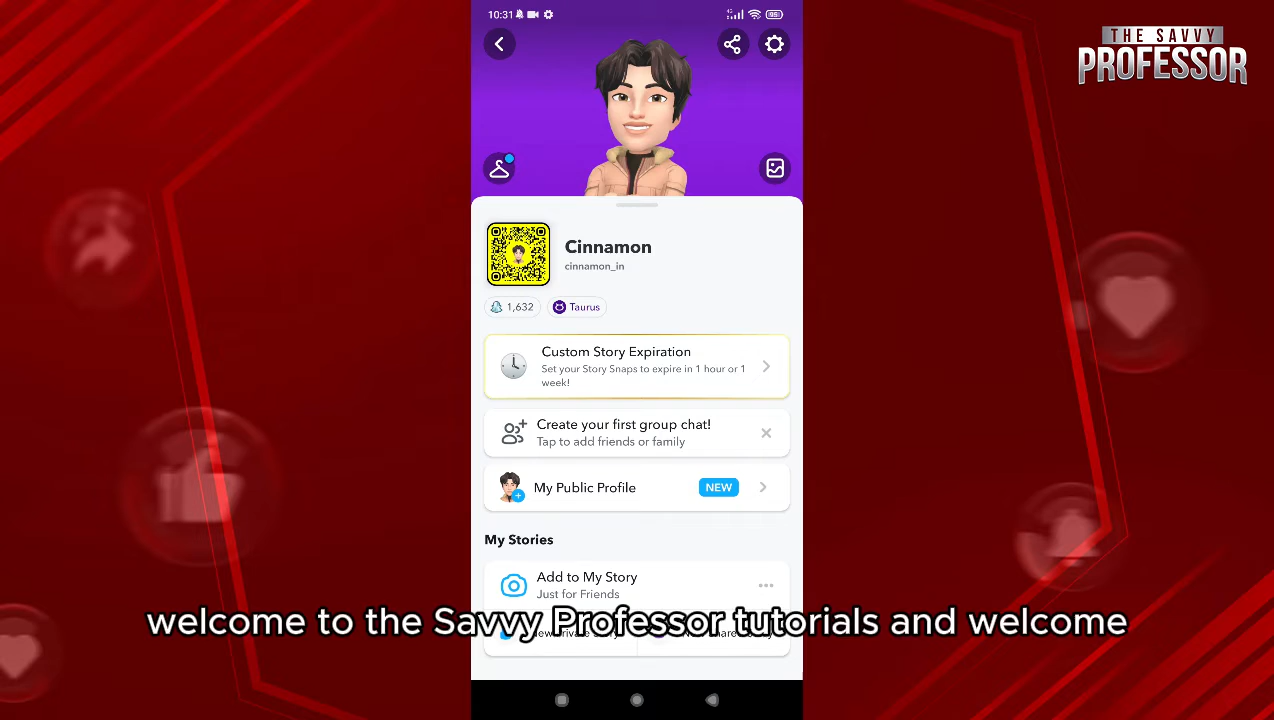 10:31
4G
95
THE SAVVY
PROFESSOR
Cinnamon
cinnamon_in
1,632
Taurus
Custom Story Expiration
Set your Story Snaps to expire in 1 hour or 1
week!
Create your first group chat!
Tap to add friends or family
My Public Profile
NEW
My Stories
Add to My Story
Just for Friends
welcome to the Savvy Professor tutorials and welcome